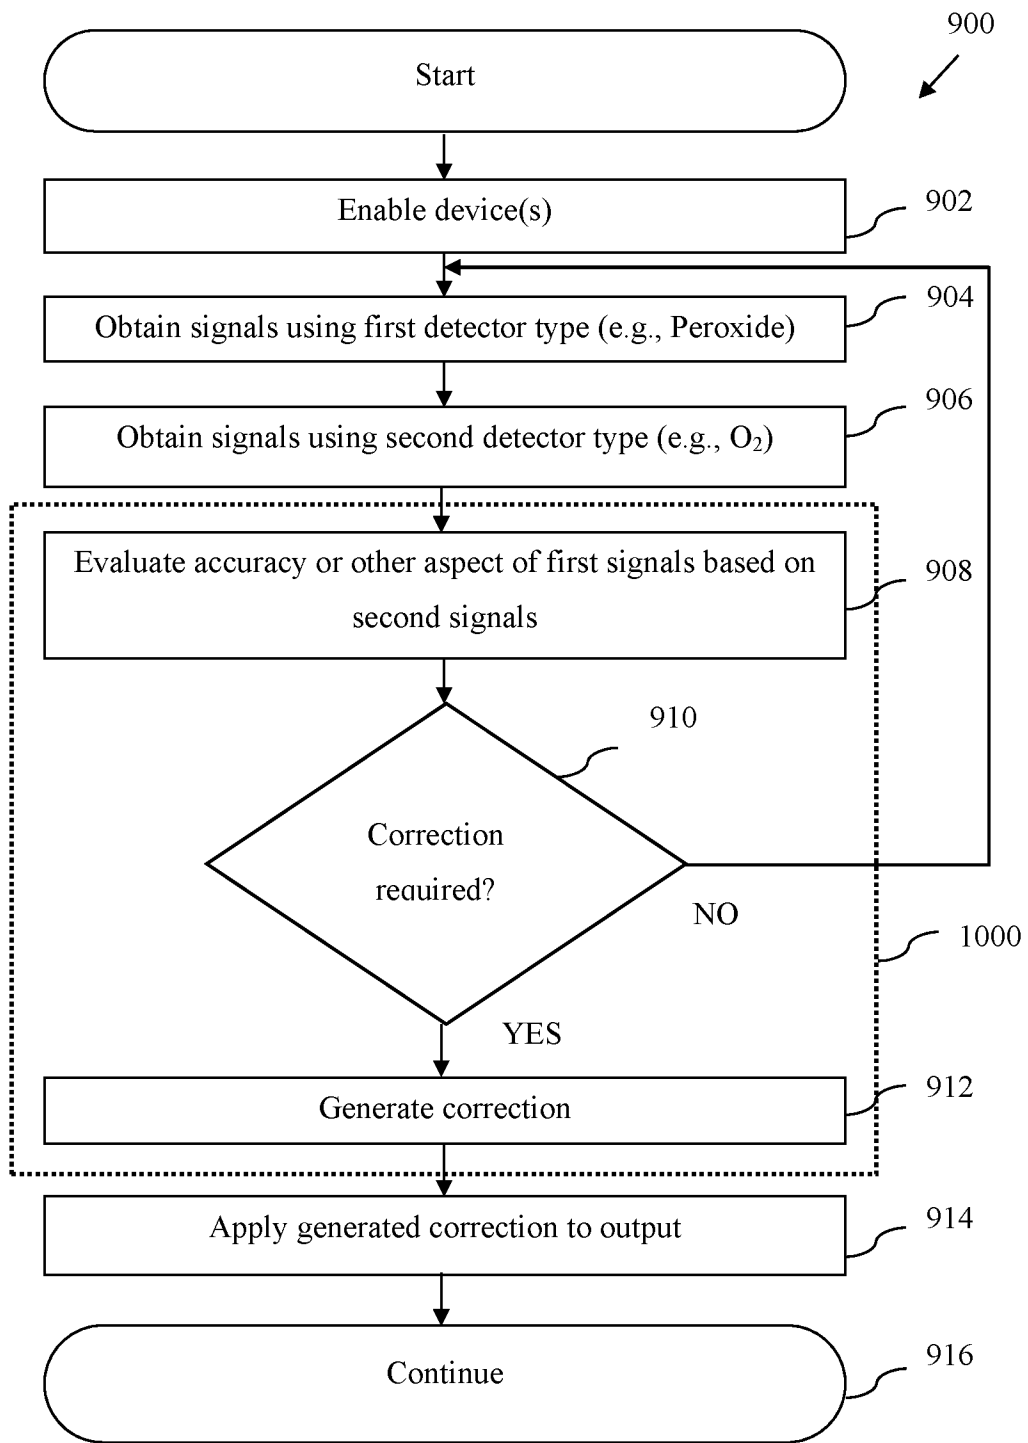 900
Start
Enable device(s)
902
Obtain signals using first detector type (e.g., Peroxide)
904
Obtain signals using second detector type (e.g., O₂)
906
Evaluate accuracy or other aspect of first signals based on
second signals
908
910
Correction
required?
NO
1000
YES
Generate correction
912
Apply generated correction to output
914
Continue
916